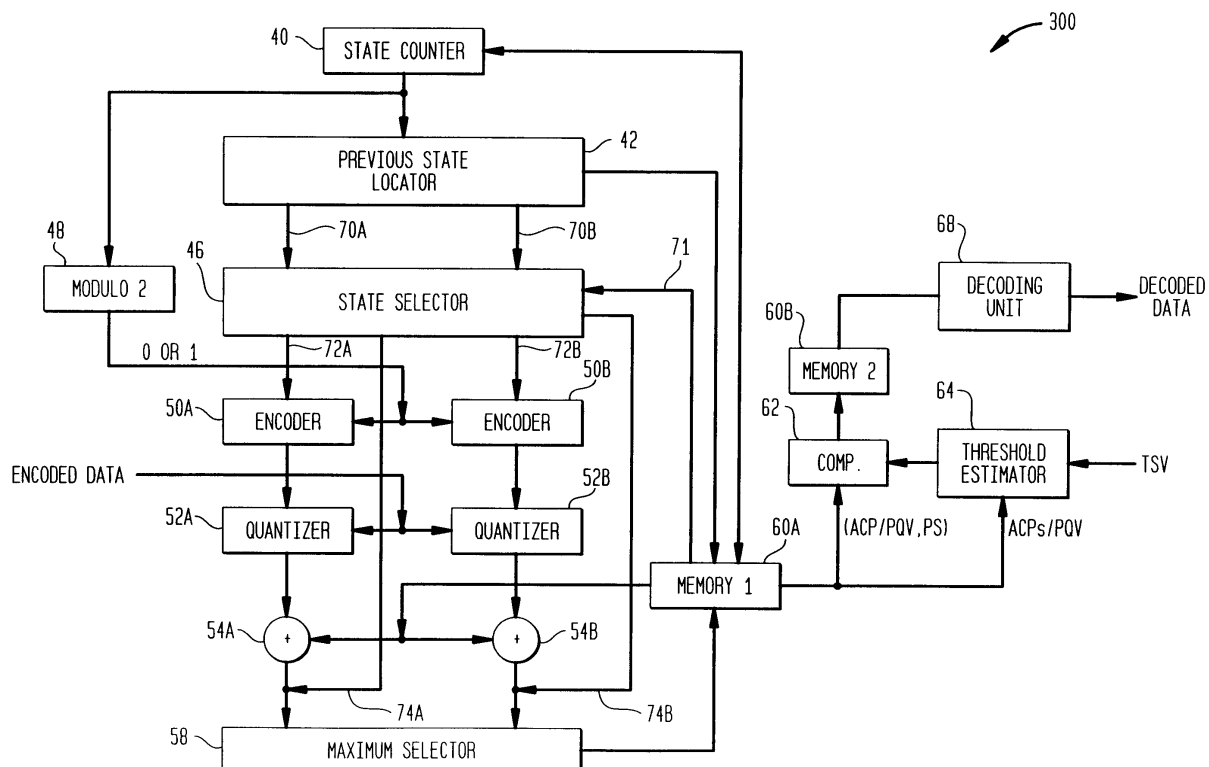 40
STATE COUNTER
300
42
PREVIOUS STATE
LOCATOR
70A
70B
48
MODULO 2
46
STATE SELECTOR
71
68
DECODING
UNIT
DECODED
DATA
60B
MEMORY 2
0 OR 1
72A
72B
50A
ENCODER
50B
ENCODER
62
COMP.
64
THRESHOLD
ESTIMATOR
TSV
ENCODED DATA
52A
QUANTIZER
52B
QUANTIZER
60A
(ACP/PQV,PS)
ACPs/PQV
MEMORY 1
54A
+
+
54B
74A
74B
58
MAXIMUM SELECTOR